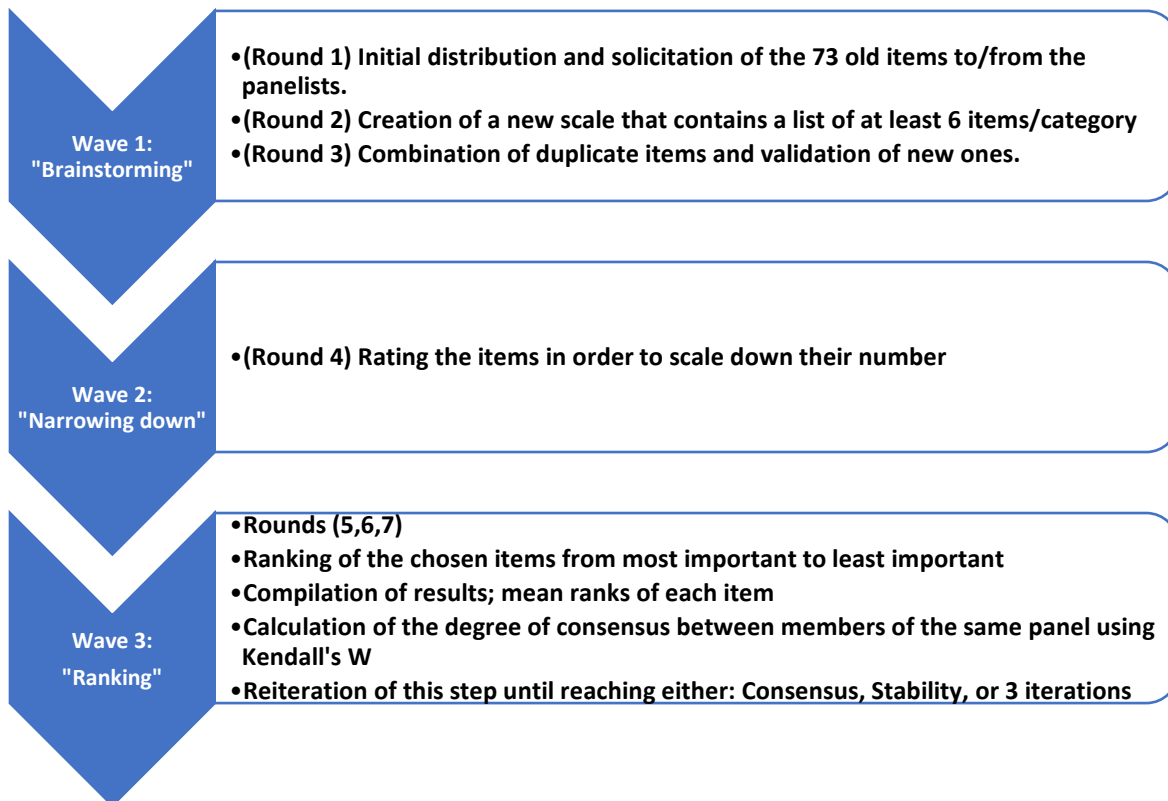 Wave 1:
"Brainstorming"
•(Round 1) Initial distribution and solicitation of the 73 old items to/from the
panelists.
•(Round 2) Creation of a new scale that contains a list of at least 6 items/category
•(Round 3) Combination of duplicate items and validation of new ones.
Wave 2:
"Narrowing down"
•(Round 4) Rating the items in order to scale down their number
Wave 3:
"Ranking"
•Rounds (5,6,7)
•Ranking of the chosen items from most important to least important
•Compilation of results; mean ranks of each item
•Calculation of the degree of consensus between members of the same panel using
Kendall's W
•Reiteration of this step until reaching either: Consensus, Stability, or 3 iterations